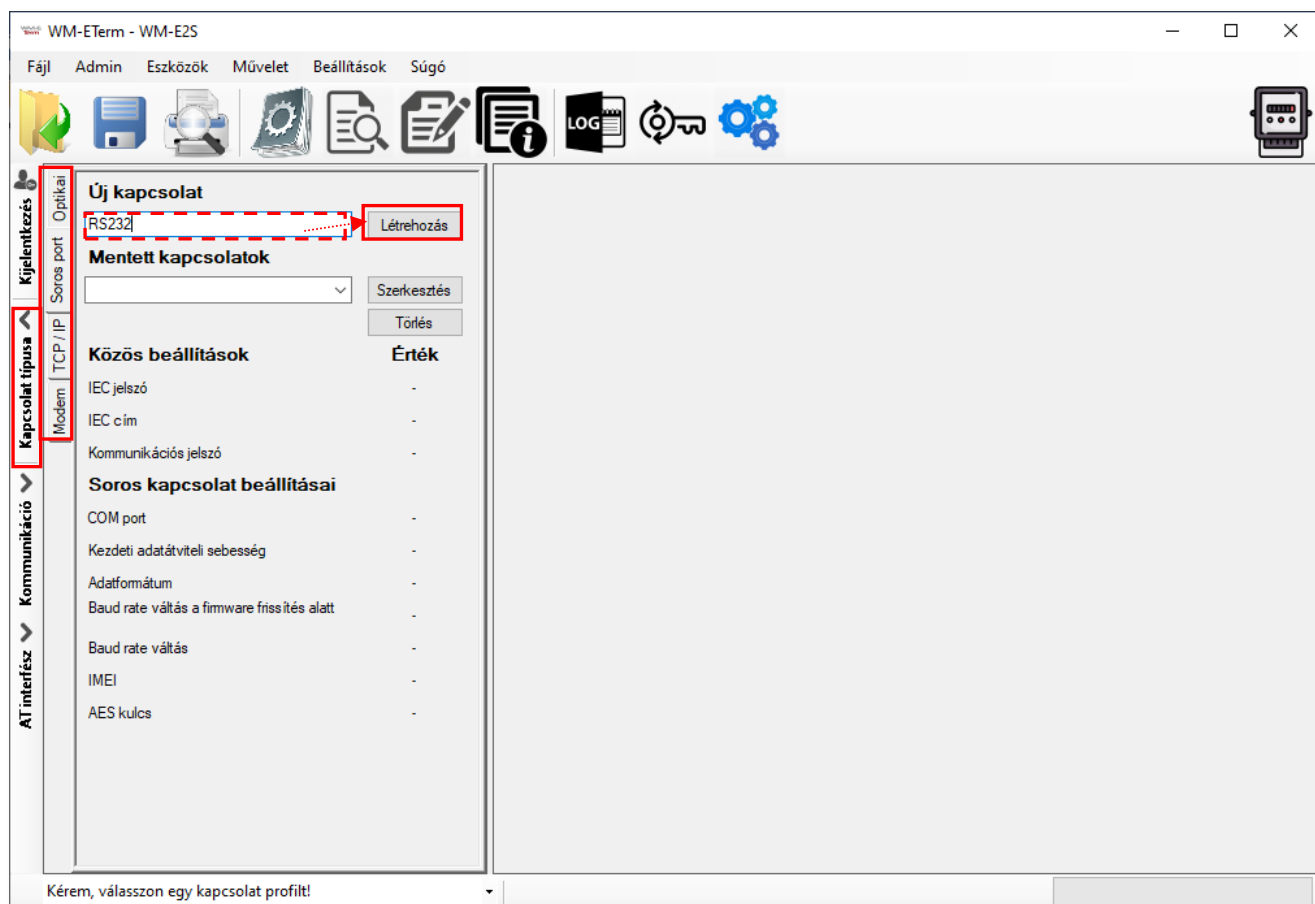 WM-ETerm - WM-E2S
Fájl Admin Eszközök Művelet Beállítások Súgó
LOG
Kijelentkezés
Kapcsolat típusa
Kommunikáció
AT interfész
Optikai
Soros port
TCP / IP
Modem
Új kapcsolat
RS232 Létrehozás
Mentett kapcsolatok
Szerkesztés
Törlés
Közös beállítások Érték
IEC jelszó -
IEC cím -
Kommunikációs jelszó -
Soros kapcsolat beállításai
COM port -
Kezdeti adatátviteli sebesség -
Adatformátum -
Baud rate váltás a firmware frissítés alatt -
Baud rate váltás -
IMEI -
AES kulcs -
Kérem, válasszon egy kapcsolat profilt!